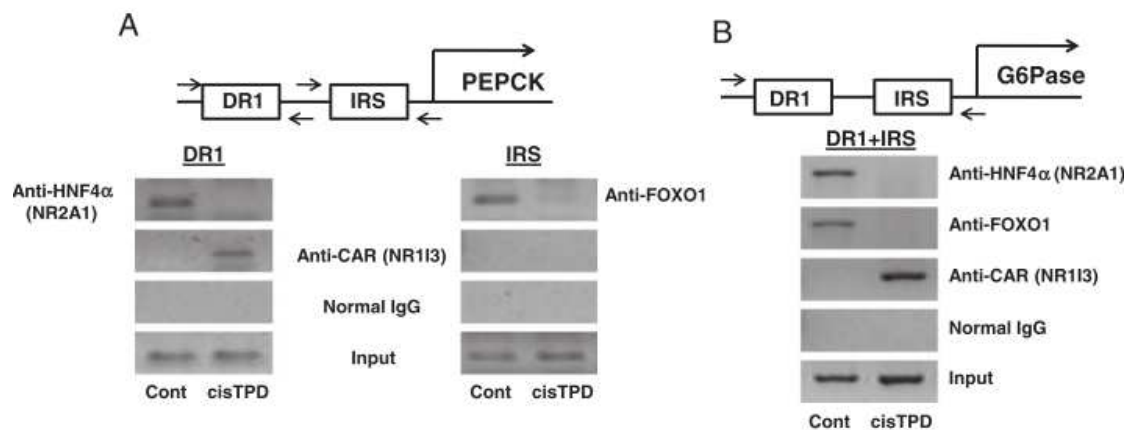 A
DR1
IRS
PEPCK
DR1
IRS
Anti-HNF4α
(NR2A1)
Anti-FOXO1
Anti-CAR (NR1I3)
Normal IgG
Input
Cont cisTPD
Cont cisTPD
B
DR1
IRS
G6Pase
DR1+IRS
Anti-HNF4α (NR2A1)
Anti-FOXO1
Anti-CAR (NR1I3)
Normal IgG
Input
Cont cisTPD